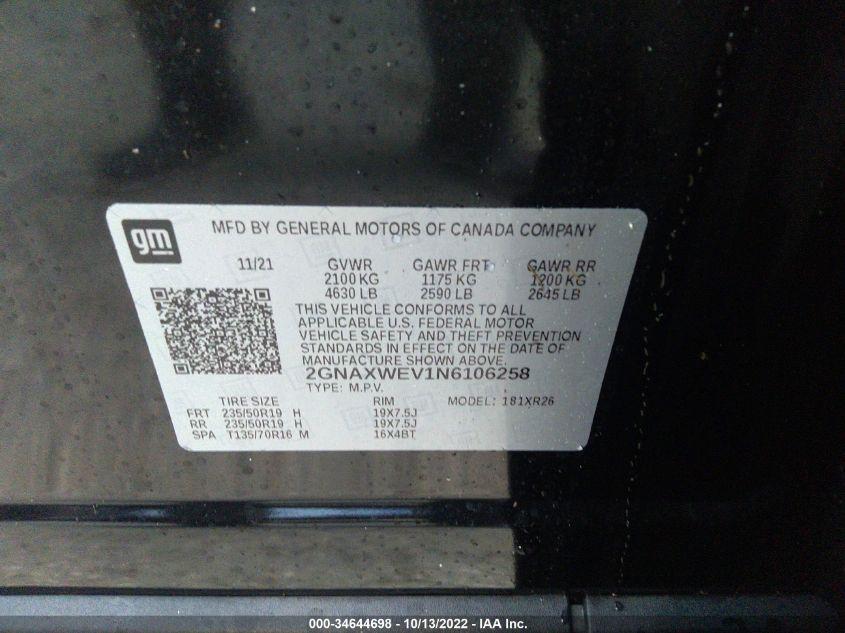 gm
MFD BY GENERAL MOTORS OF CANADA COMPANY
11/21 GVWR GAWR FRT GAWR RR
2100 KG 1175 KG 1200 KG
4630 LB 2590 LB 2645 LB
THIS VEHICLE CONFORMS TO ALL
APPLICABLE U.S. FEDERAL MOTOR
VEHICLE SAFETY AND THEFT PREVENTION
STANDARDS IN EFFECT ON THE DATE OF
MANUFACTURE SHOWN ABOVE.
2GNAXWEV1N6106258
TYPE: M.P.V. MODEL: 181XR26
TIRE SIZE RIM
FRT 235/50R19 H 19X7.5J
RR 235/50R19 H 19X7.5J
SPA T135/70R16 M 16X4BT
000-34644698 - 10/13/2022 - IAA Inc.